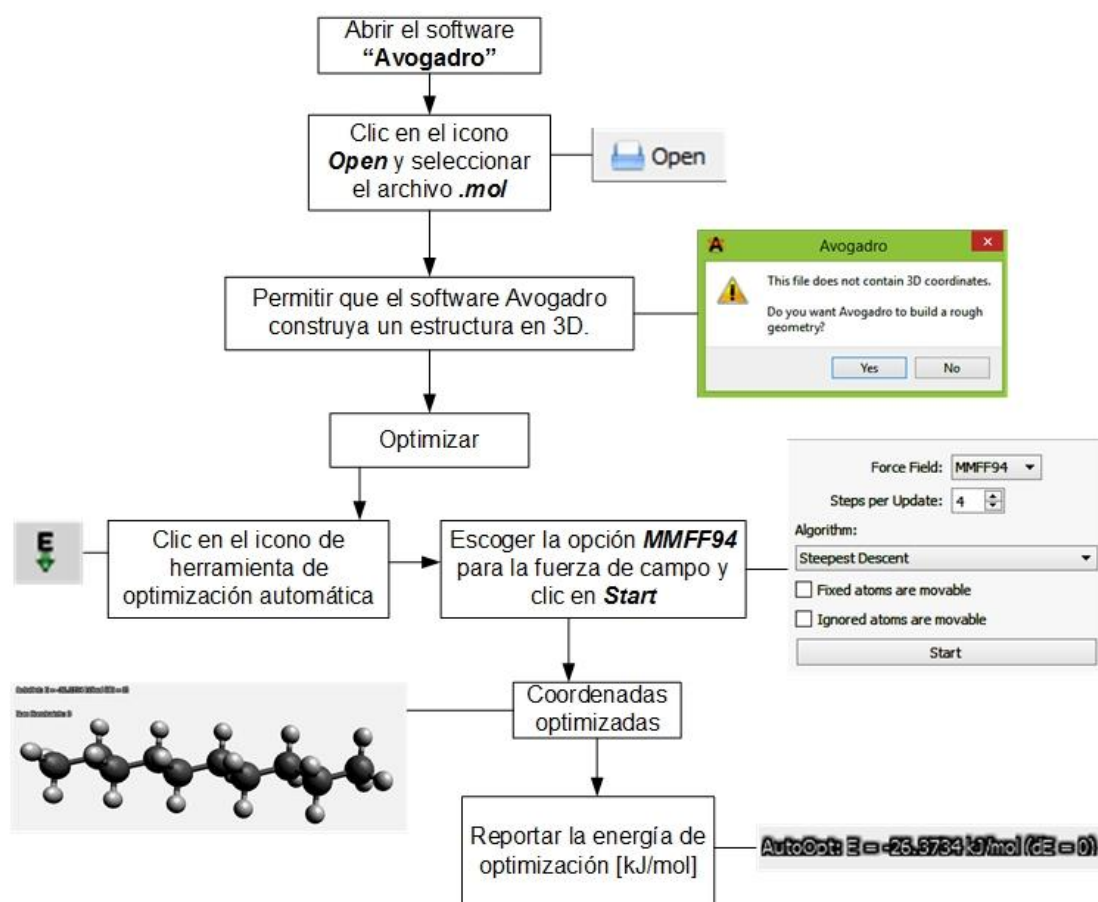 Abrir el software
“Avogadro”
Clic en el icono
Open y seleccionar
el archivo .mol
Open
Permitir que el software Avogadro
construya un estructura en 3D.
Avogadro
This file does not contain 3D coordinates.
Do you want Avogadro to build a rough
geometry?
Yes
No
Optimizar
E
Clic en el icono de
herramienta de
optimización automática
Escoger la opción MMFF94
para la fuerza de campo y
clic en Start
Force Field: MMFF94
Steps per Update: 4
Algorithm:
Steepest Descent
Fixed atoms are movable
Ignored atoms are movable
Start
Coordenadas
optimizadas
Reportar la energía de
optimización [kJ/mol]
AutoOpt: E = -26.3734 kJ/mol (dE = 0)